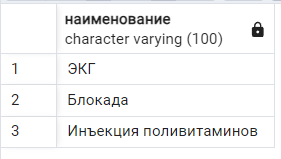 наименование
character varying (100)
1 ЭКГ
2 Блокада
3 Инъекция поливитаминов